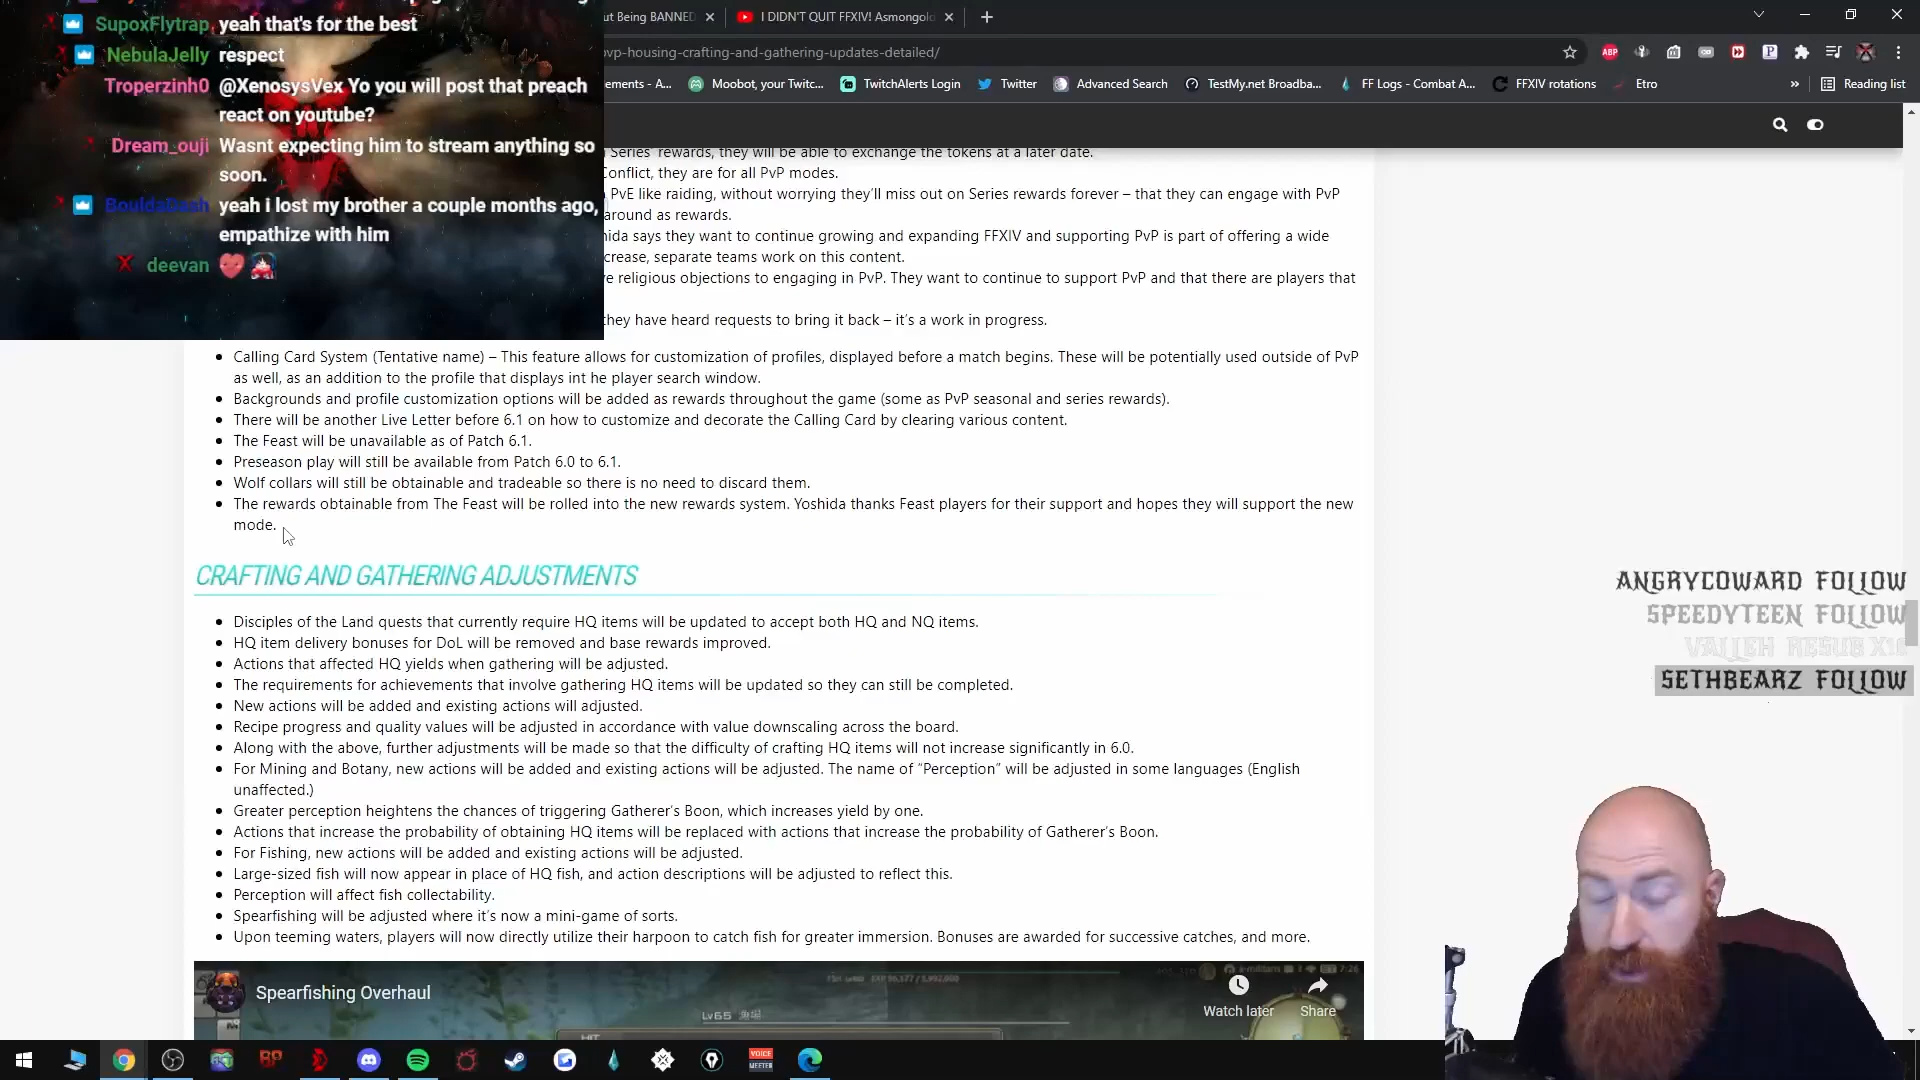 SupoxFlytrap yeah that's for the best
NebulaJelly respect
Troperzinh0 @XenosysVex Yo you will post that preach
react on youtube?
Dream_ouji Wasnt expecting him to stream anything so
soon.
BouldaDash yeah i lost my brother a couple months ago,
empathize with him
deevan
ut Being BANNED
I DIDN'T QUIT FFXIV! Asmongold
vp-housing-crafting-and-gathering-updates-detailed/
ements - A...
Moobot, your Twitc...
TwitchAlerts Login
Twitter
Advanced Search
TestMy.net Broadba...
FF Logs - Combat A...
FFXIV rotations
Etro
Reading list
Series rewards, they will be able to exchange the tokens at a later date.
Conflict, they are for all PvP modes.
PvE like raiding, without worrying they'll miss out on Series rewards forever – that they can engage with PvP
around as rewards.
hida says they want to continue growing and expanding FFXIV and supporting PvP is part of offering a wide
crease, separate teams work on this content.
e religious objections to engaging in PvP. They want to continue to support PvP and that there are players that
they have heard requests to bring it back – it's a work in progress.
Calling Card System (Tentative name) – This feature allows for customization of profiles, displayed before a match begins. These will be potentially used outside of PvP
as well, as an addition to the profile that displays int he player search window.
Backgrounds and profile customization options will be added as rewards throughout the game (some as PvP seasonal and series rewards).
There will be another Live Letter before 6.1 on how to customize and decorate the Calling Card by clearing various content.
The Feast will be unavailable as of Patch 6.1.
Preseason play will still be available from Patch 6.0 to 6.1.
Wolf collars will still be obtainable and tradeable so there is no need to discard them.
The rewards obtainable from The Feast will be rolled into the new rewards system. Yoshida thanks Feast players for their support and hopes they will support the new
mode.
CRAFTING AND GATHERING ADJUSTMENTS
Disciples of the Land quests that currently require HQ items will be updated to accept both HQ and NQ items.
HQ item delivery bonuses for DoL will be removed and base rewards improved.
Actions that affected HQ yields when gathering will be adjusted.
The requirements for achievements that involve gathering HQ items will be updated so they can still be completed.
New actions will be added and existing actions will adjusted.
Recipe progress and quality values will be adjusted in accordance with value downscaling across the board.
Along with the above, further adjustments will be made so that the difficulty of crafting HQ items will not increase significantly in 6.0.
For Mining and Botany, new actions will be added and existing actions will be adjusted. The name of “Perception” will be adjusted in some languages (English
unaffected.)
Greater perception heightens the chances of triggering Gatherer's Boon, which increases yield by one.
Actions that increase the probability of obtaining HQ items will be replaced with actions that increase the probability of Gatherer's Boon.
For Fishing, new actions will be added and existing actions will be adjusted.
Large-sized fish will now appear in place of HQ fish, and action descriptions will be adjusted to reflect this.
Perception will affect fish collectability.
Spearfishing will be adjusted where it's now a mini-game of sorts.
Upon teeming waters, players will now directly utilize their harpoon to catch fish for greater immersion. Bonuses are awarded for successive catches, and more.
Spearfishing Overhaul
Watch later
Share
Lv65
HIT
ANGRYCOWARD FOLLOW
SPEEDYTEEN FOLLOW
VALLEH RESUB
SETHBEARZ FOLLOW
ABP
VOICE
MEETER